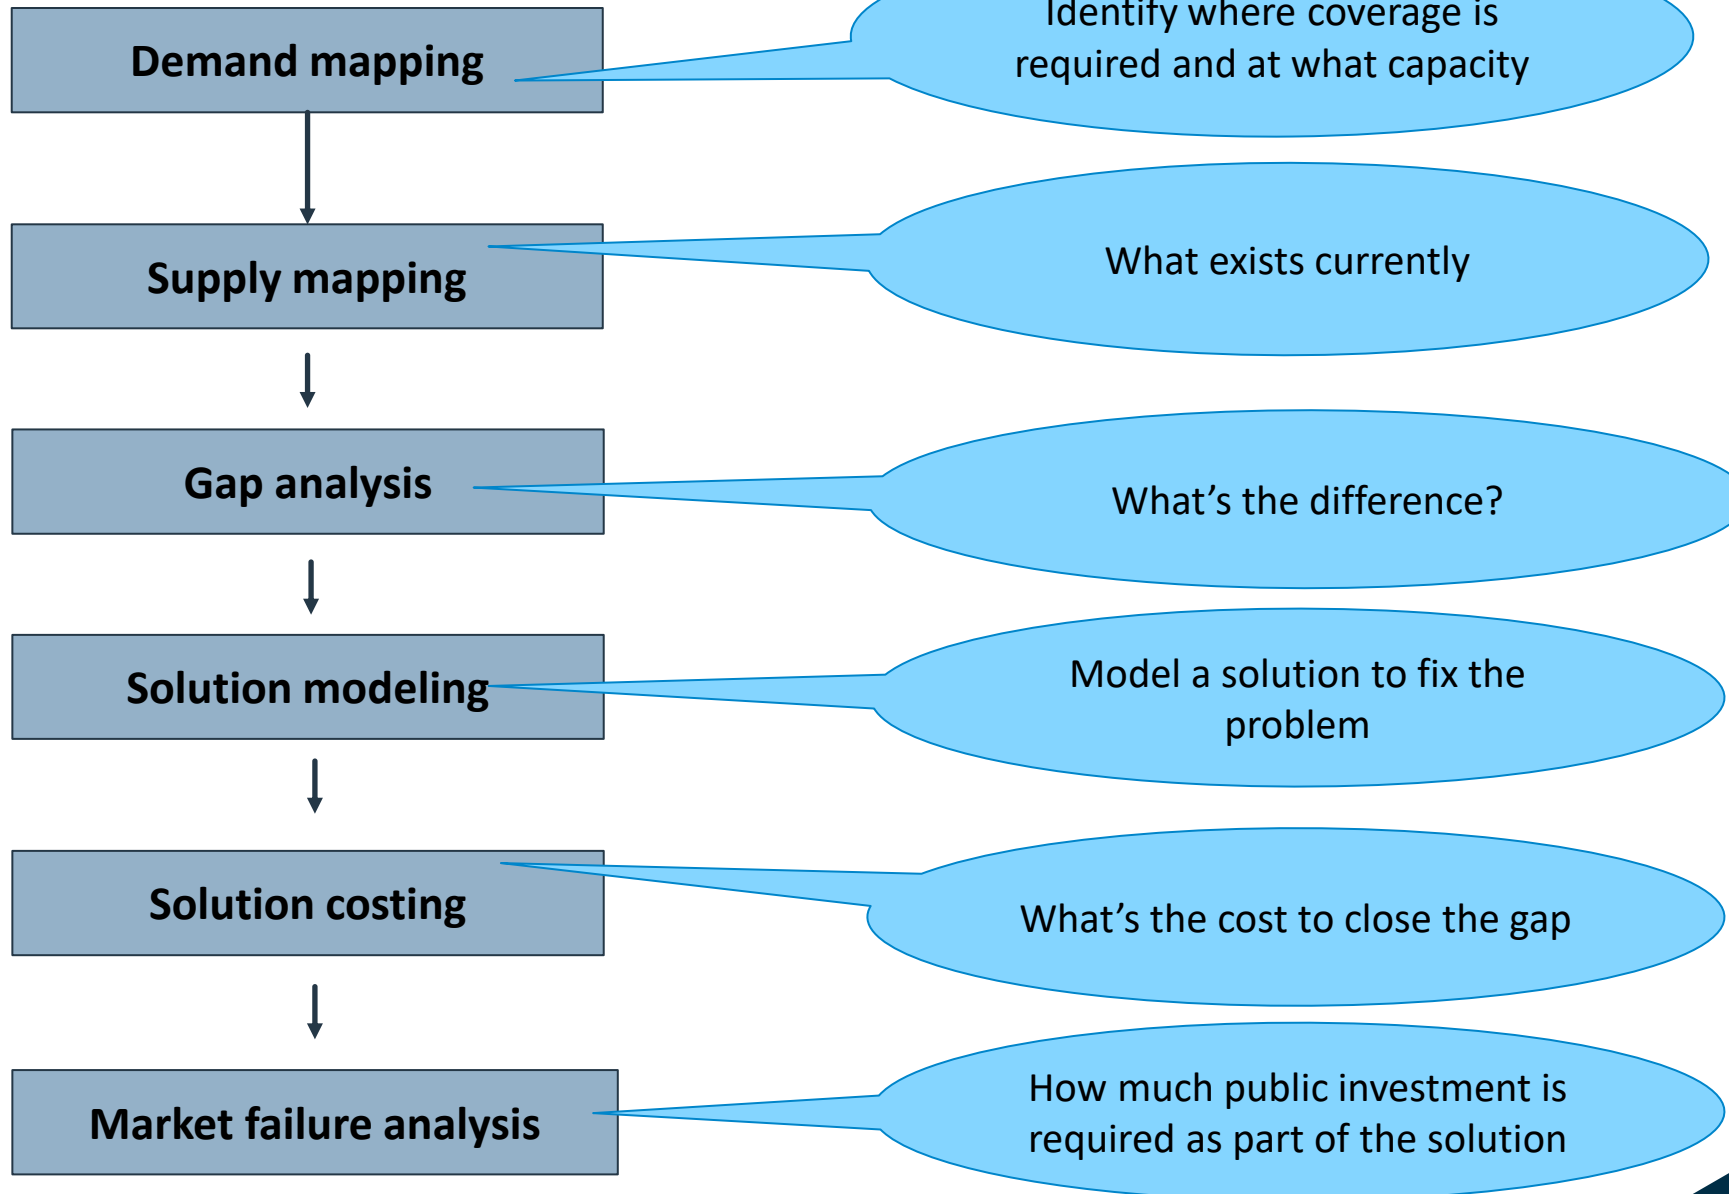 Demand mapping
Identify where coverage is
required and at what capacity
Supply mapping
What exists currently
Gap analysis
What’s the difference?
Solution modeling
Model a solution to fix the
problem
Solution costing
What’s the cost to close the gap
Market failure analysis
How much public investment is
required as part of the solution